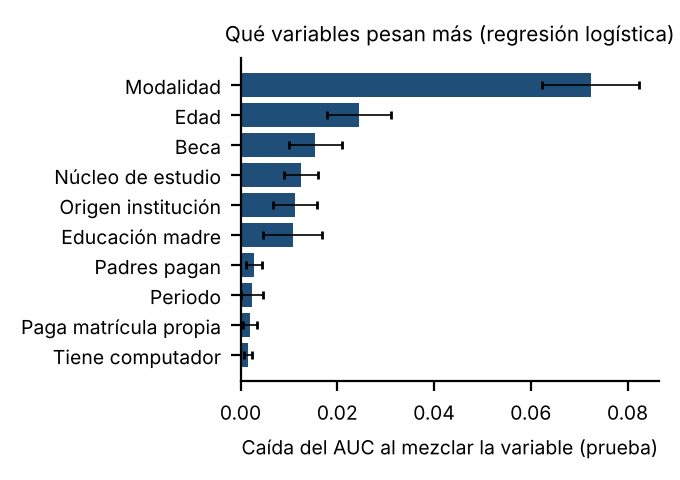 Qué variables pesan más (regresión logística)
Modalidad
Edad
Beca
Núcleo de estudio
Origen institución
Educación madre
Padres pagan
Periodo
Paga matrícula propia
Tiene computador
0.00 0.02 0.04 0.06 0.08
Caída del AUC al mezclar la variable (prueba)